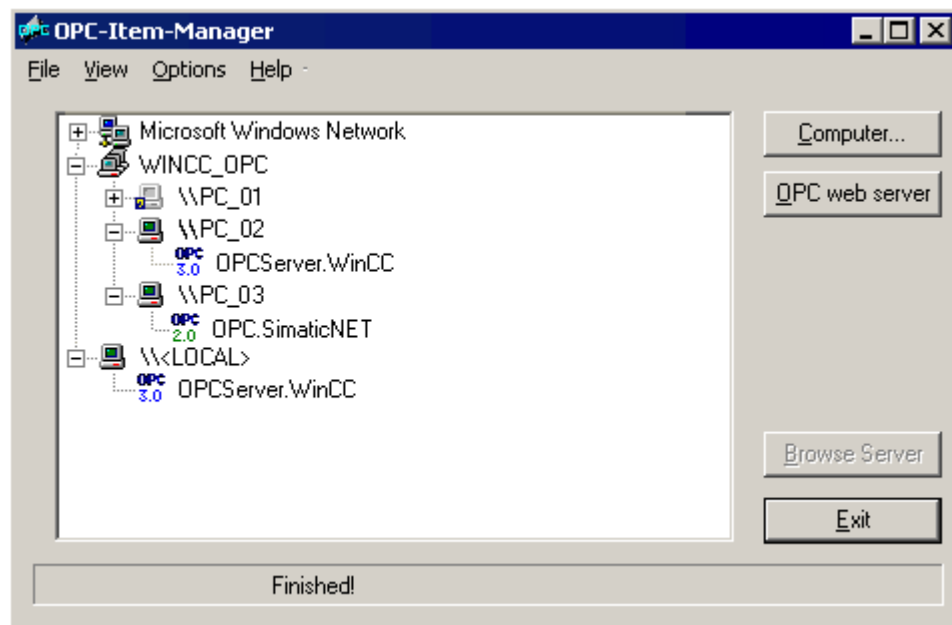 OPC OPC-Item-Manager
File View Options Help
Microsoft Windows Network
Computer...
WINCC_OPC
\\PC_01
OPC web server
\\PC_02
OPC 3.0 OPCServer.WinCC
\\PC_03
OPC 2.0 OPC.SimaticNET
\\<LOCAL>
OPC 3.0 OPCServer.WinCC
Browse Server
Exit
Finished!